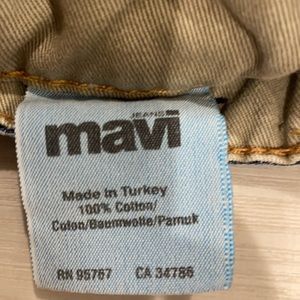 JEANS
mavi
Made in Turkey
100% Cotton/
Coton/Baumwolle/Pamuk
RN 95767 CA 34786